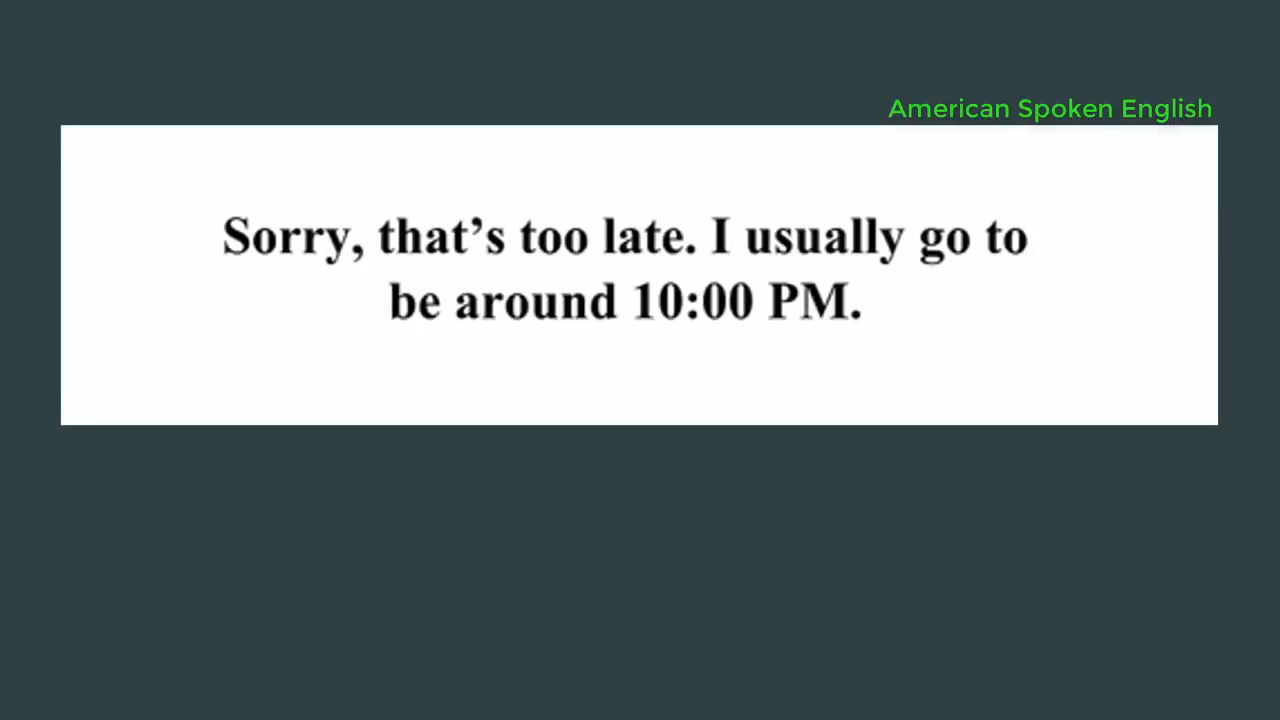 American Spoken English
Sorry, that’s too late. I usually go to
be around 10:00 PM.